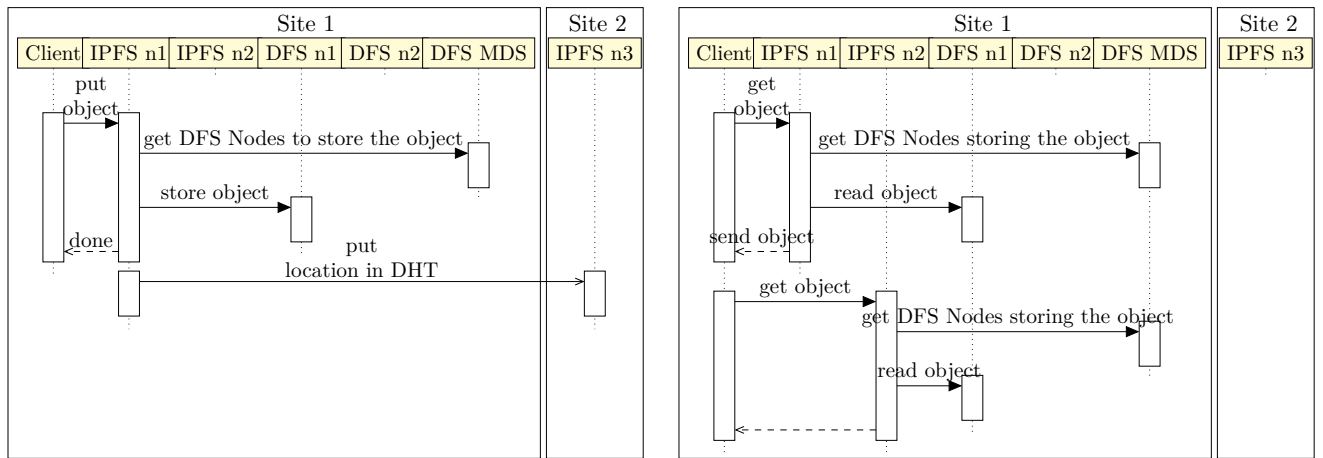 Site 1
Site 2
Client IPFS n1 IPFS n2 DFS n1 DFS n2 DFS MDS
IPFS n3
put
object
get DFS Nodes to store the object
store object
done
put
location in DHT
Site 1
Site 2
Client IPFS n1 IPFS n2 DFS n1 DFS n2 DFS MDS
IPFS n3
get
object
get DFS Nodes storing the object
read object
send object
get object
get DFS Nodes storing the object
read object